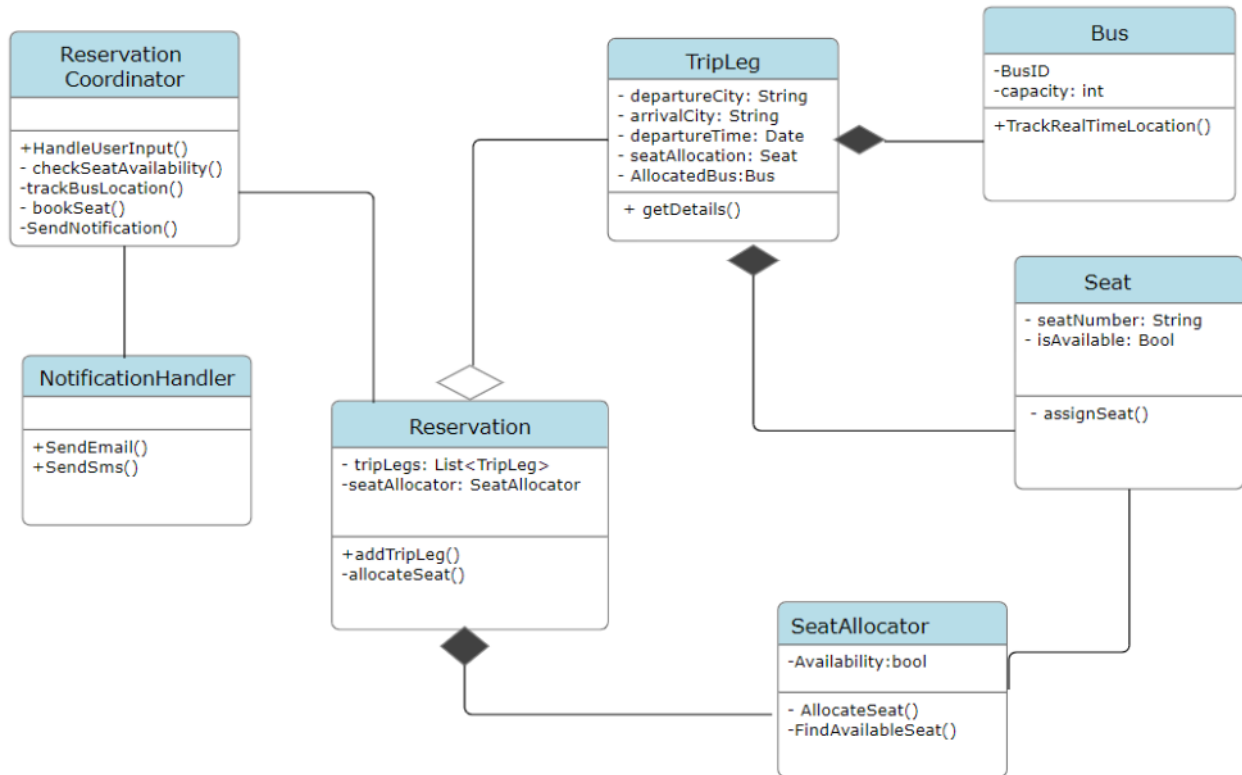 Reservation
Coordinator
+HandleUserInput()
- checkSeatAvailability()
-trackBusLocation()
- bookSeat()
-SendNotification()
NotificationHandler
+SendEmail()
+SendSms()
Reservation
- tripLegs: List<TripLeg>
-seatAllocator: SeatAllocator
+addTripLeg()
-allocateSeat()
TripLeg
- departureCity: String
- arrivalCity: String
- departureTime: Date
- seatAllocation: Seat
- AllocatedBus:Bus
+ getDetails()
Bus
-BusID
-capacity: int
+TrackRealTimeLocation()
Seat
- seatNumber: String
- isAvailable: Bool
- assignSeat()
SeatAllocator
-Availability:bool
- AllocateSeat()
-FindAvailableSeat()